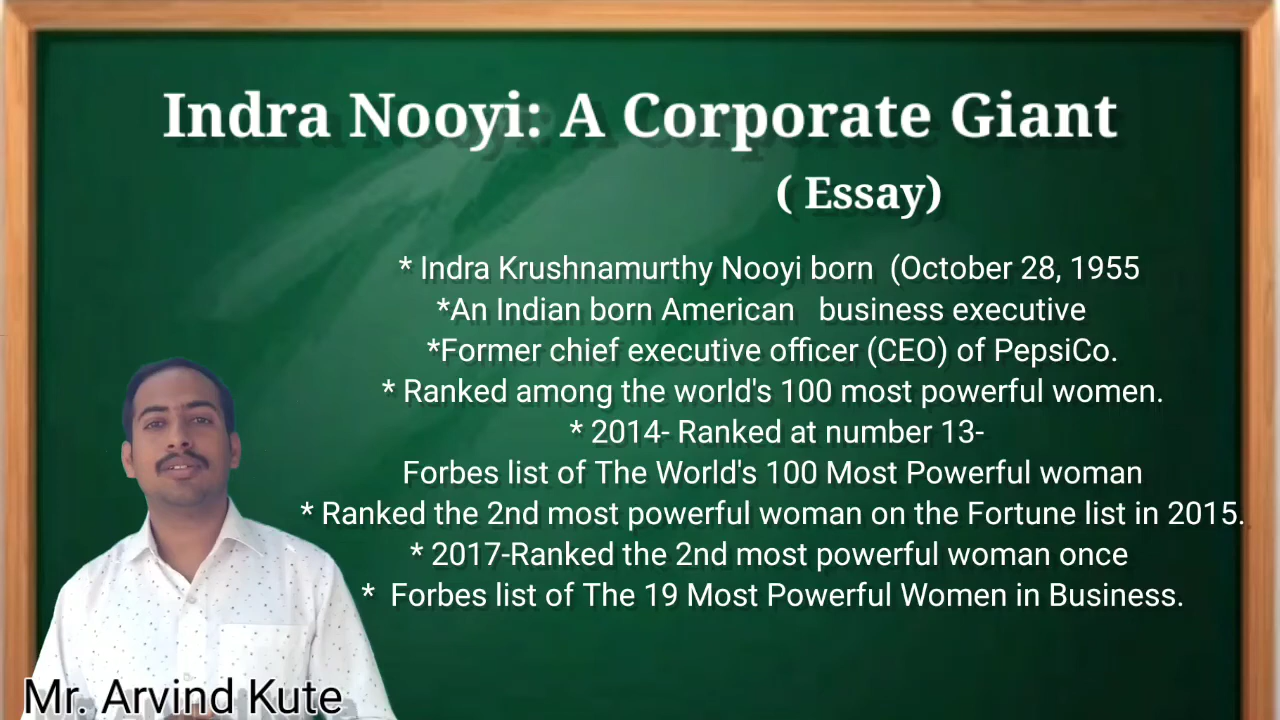 Indra Nooyi: A Corporate Giant
( Essay)
* Indra Krushnamurthy Nooyi born (October 28, 1955
*An Indian born American business executive
*Former chief executive officer (CEO) of PepsiCo.
* Ranked among the world's 100 most powerful women.
* 2014- Ranked at number 13-
Forbes list of The World's 100 Most Powerful woman
* Ranked the 2nd most powerful woman on the Fortune list in 2015.
* 2017-Ranked the 2nd most powerful woman once
* Forbes list of The 19 Most Powerful Women in Business.
Mr. Arvind Kute